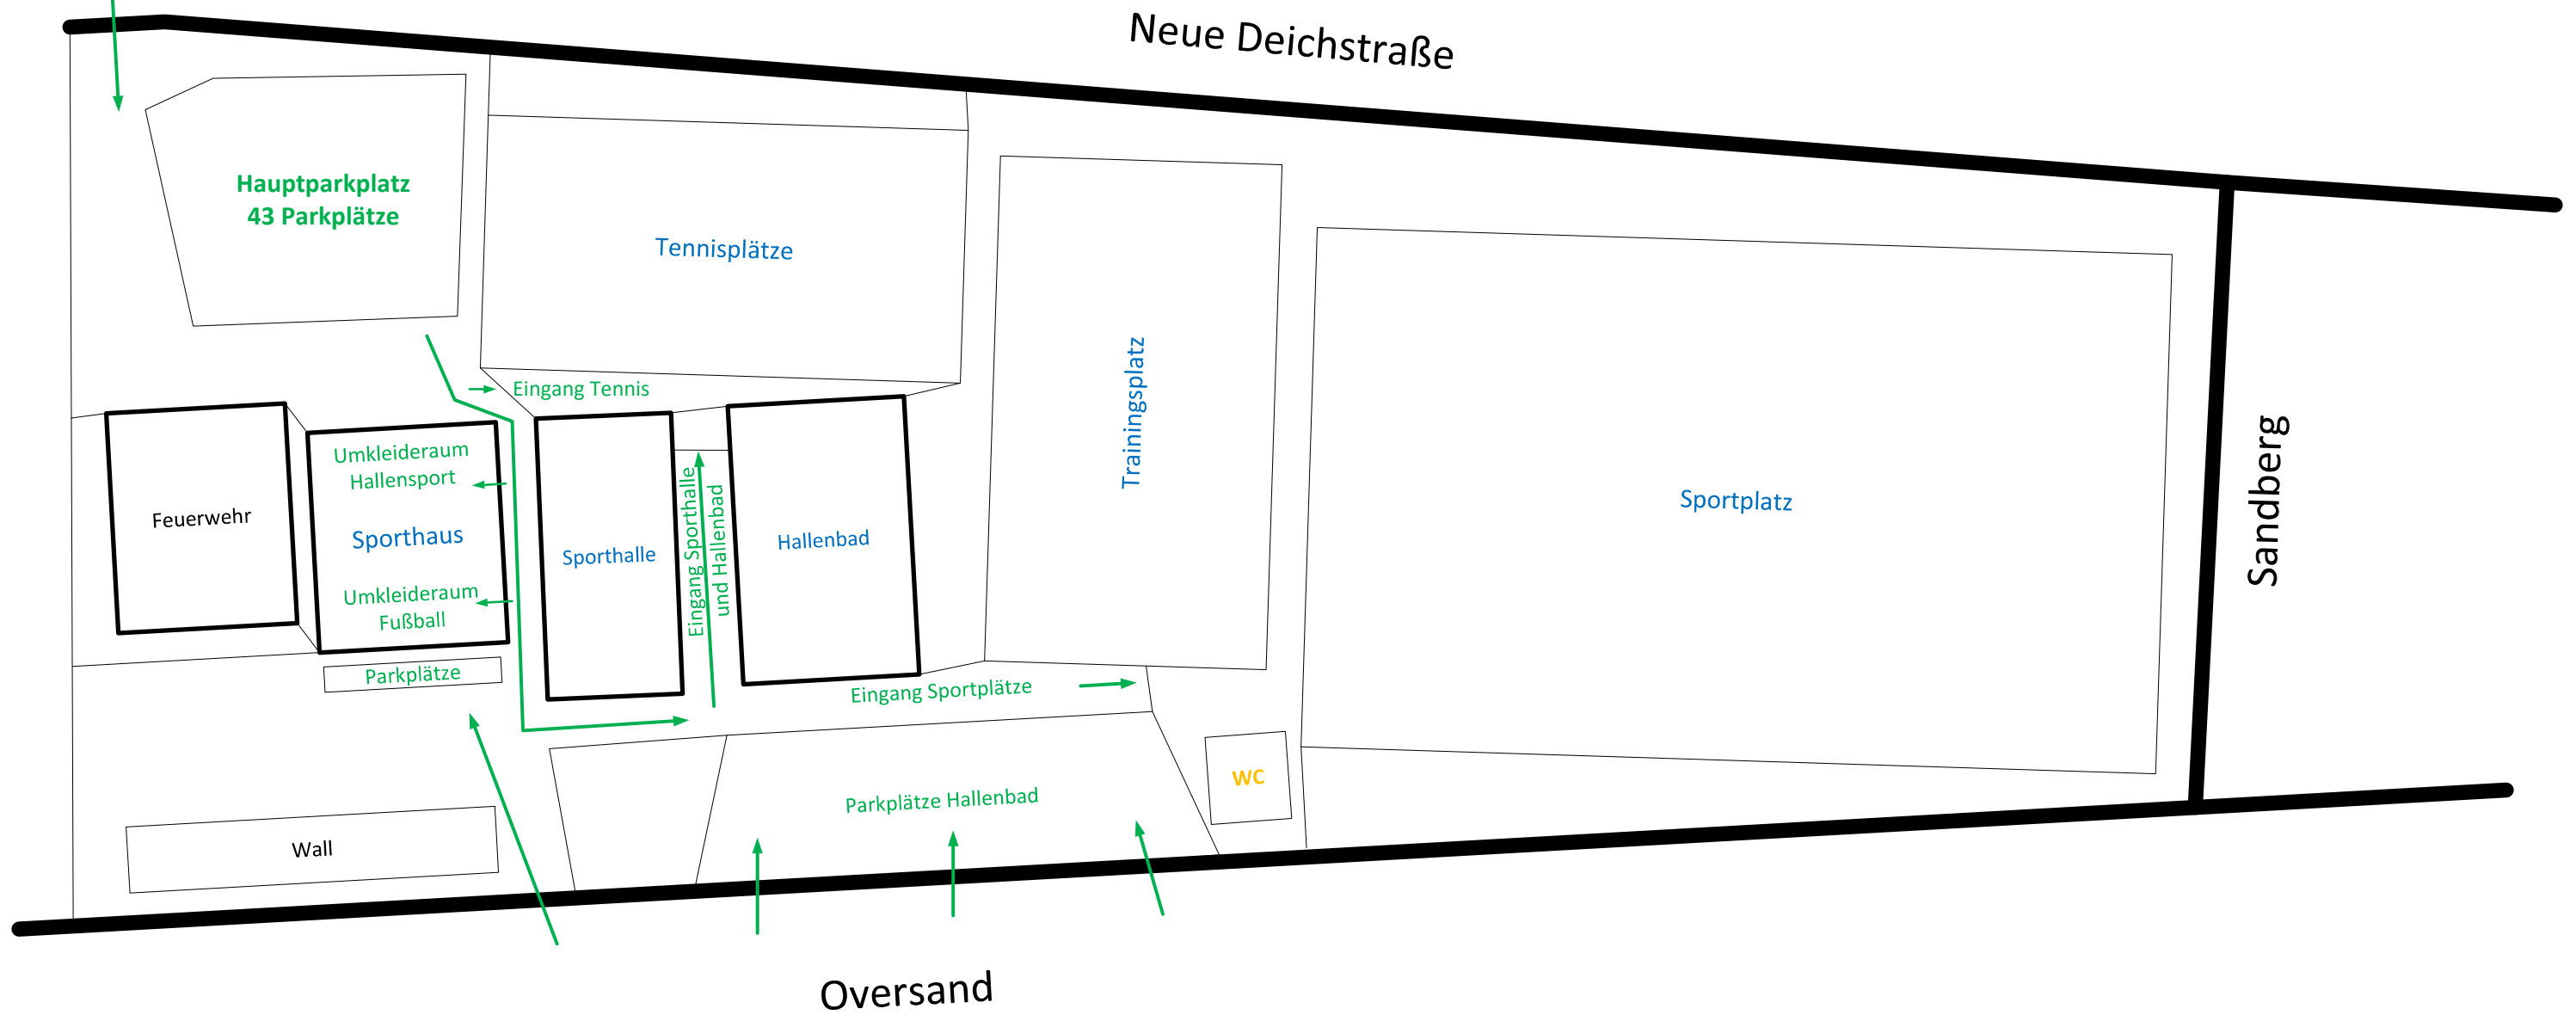 Neue Deichstraße
Hauptparkplatz
43 Parkplätze
Tennisplätze
Trainingsplatz
Sportplatz
Sandberg
Eingang Tennis
Feuerwehr
Umkleideraum
Hallensport
Sporthaus
Umkleideraum
Fußball
Sporthalle
Eingang Sporthalle
und Hallenbad
Hallenbad
Parkplätze
Eingang Sportplätze
WC
Parkplätze Hallenbad
Wall
Oversand